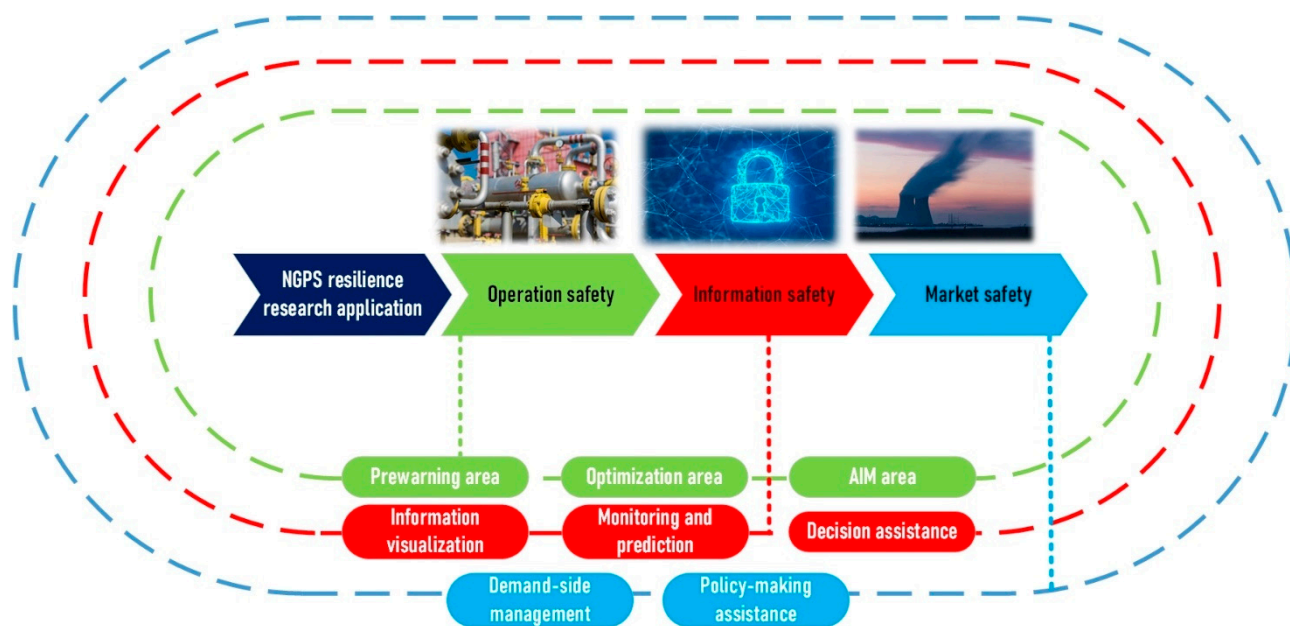 NGPS resilience
research application
Operation safety
Information safety
Market safety
Prewarning area
Optimization area
AIM area
Information
visualization
Monitoring and
prediction
Decision assistance
Demand-side
management
Policy-making
assistance